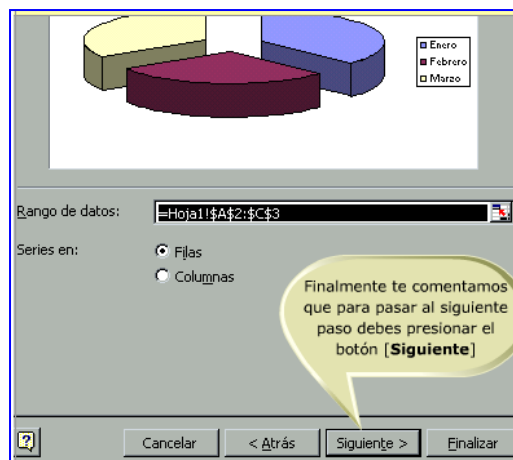 Enero
Febrero
Marzo
Rango de datos:
=Hoja1!$A$2:$C$3
Series en:
Filas
Columnas
Finalmente te comentamos
que para pasar al siguiente
paso debes presionar el
botón [Siguiente]
?
Cancelar
< Atrás
Siguiente >
Finalizar